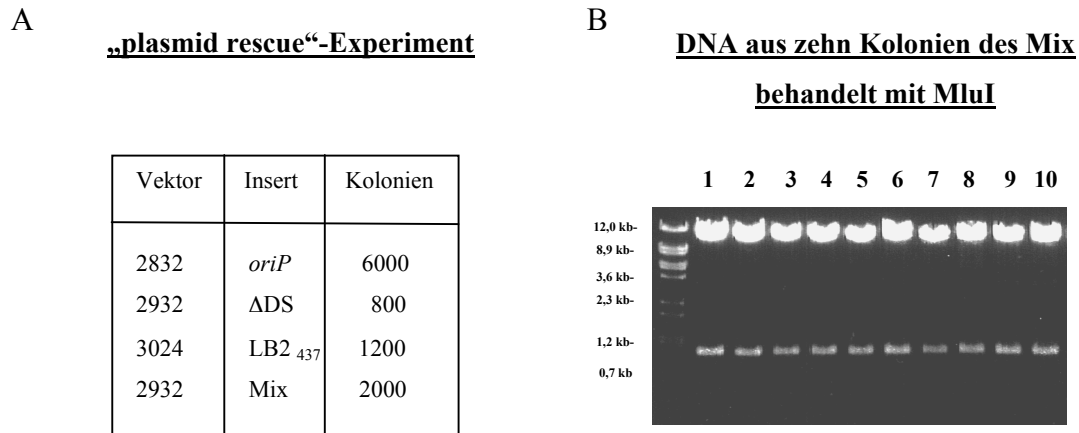 A
„plasmid rescue“-Experiment
Vektor Insert Kolonien
2832 oriP 6000
2932 ΔDS 800
3024 LB2 437 1200
2932 Mix 2000
B
DNA aus zehn Kolonien des Mix
behandelt mit MluI
1 2 3 4 5 6 7 8 9 10
12,0 kb-
8,9 kb-
3,6 kb-
2,3 kb-
1,2 kb-
0,7 kb